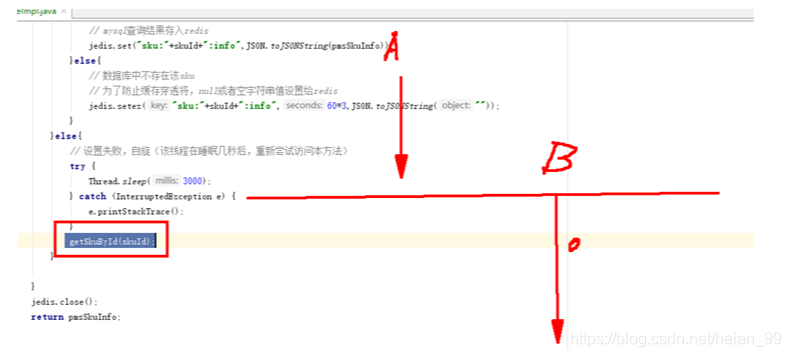 eImpl.java ×
// mysql查询结果存入redis
jedis.set("sku:"+skuId+":info",JSON.toJSONString(pmsSkuInfo));
}else{
// 数据库中不存在该sku
// 为了防止缓存穿透将，null或者空字符串值设置给redis
jedis.setex( key: "sku:"+skuId+":info", seconds: 60*3,JSON.toJSONString( object: ""));
}
}else{
// 设置失败，自旋（该线程在睡眠几秒后，重新尝试访问本方法）
try {
Thread.sleep( millis: 3000);
} catch (InterruptedException e) {
e.printStackTrace();
}
getSkuById(skuId);
}
}
jedis.close();
return pmsSkuInfo;
A
B
https://blog.csdn.net/heian_99